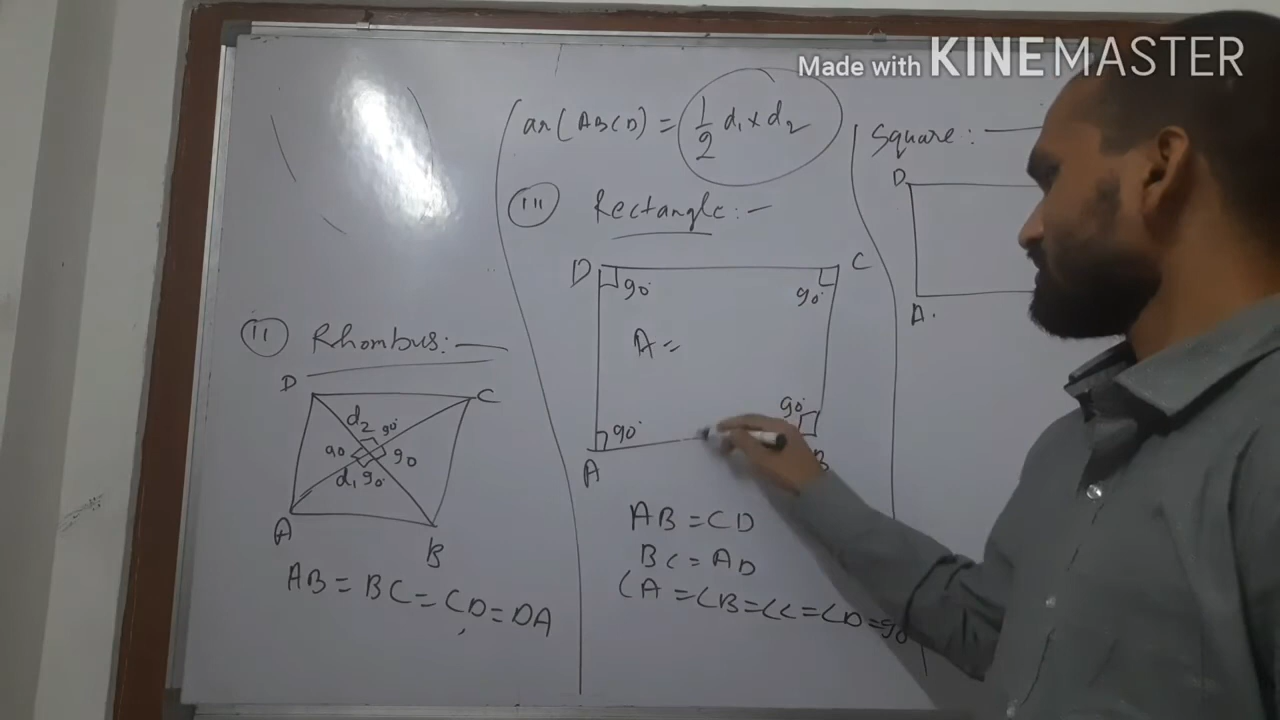 Made with KINEMASTER
ar(ABCD) = 1/2 d₁ x d₂
(ii) Rhombus: —
D C
d₂ 90°
90 90
d₁ 90°
A B
AB = BC = CD = DA
(iii) Rectangle: —
D C
90° 90°
A =
90° 90°
A B
AB = CD
BC = AD
∠A = ∠B = ∠C = ∠D = 90
Square: —
D
A.